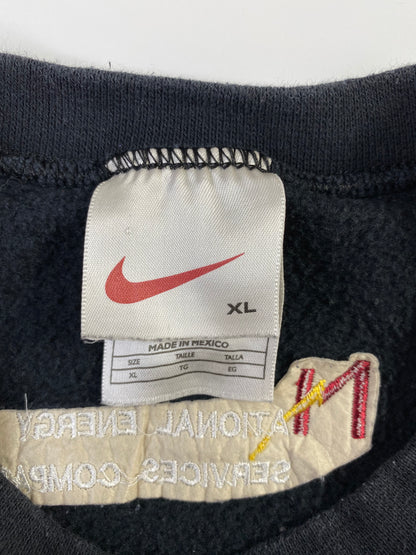 XL
MADE IN MEXICO
SIZE TAILLE TALLA
XL TG EG
NATIONAL ENERGY
SERVICES COMPA